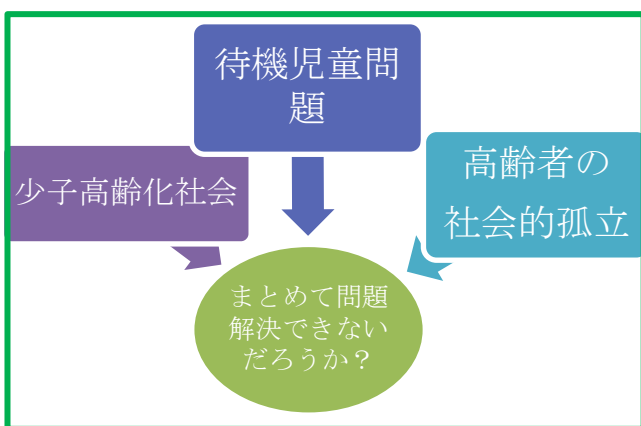 待機児童問
題
少子高齢化社会
高齢者の
社会的孤立
まとめて問題
解決できない
だろうか？